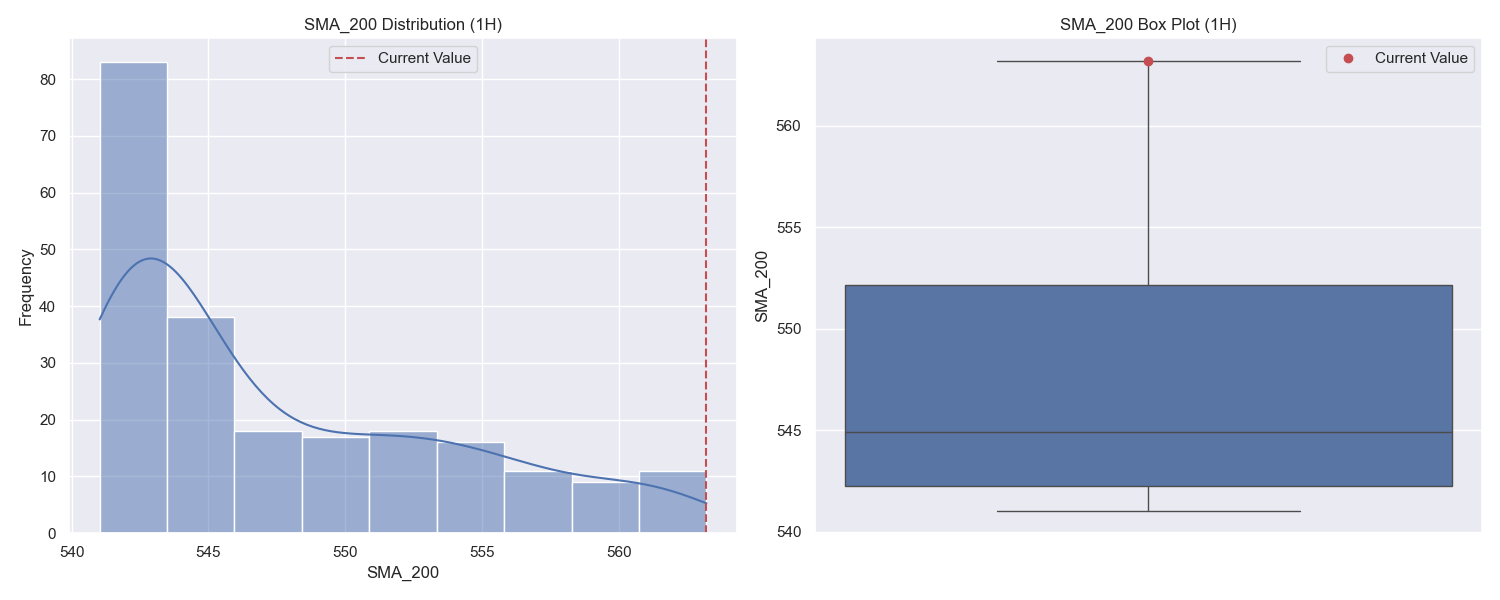 SMA_200 Distribution (1H)
Current Value
Frequency
80
70
60
50
40
30
20
10
0
540
545
550
555
560
SMA_200
SMA_200 Box Plot (1H)
Current Value
SMA_200
560
555
550
545
540